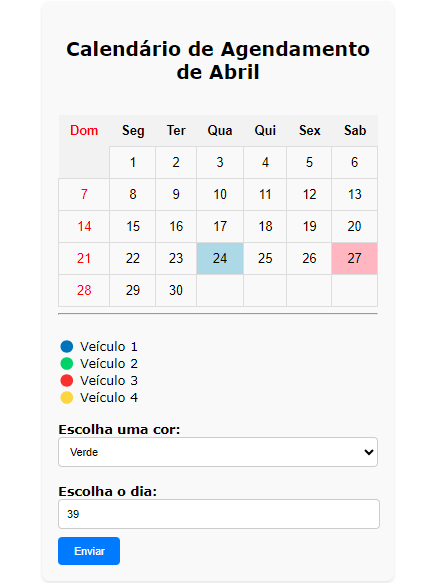 Calendário de Agendamento
de Abril
Dom Seg Ter Qua Qui Sex Sab
1 2 3 4 5 6
7 8 9 10 11 12 13
14 15 16 17 18 19 20
21 22 23 24 25 26 27
28 29 30
Veículo 1
Veículo 2
Veículo 3
Veículo 4
Escolha uma cor:
Verde
Escolha o dia:
39
Enviar